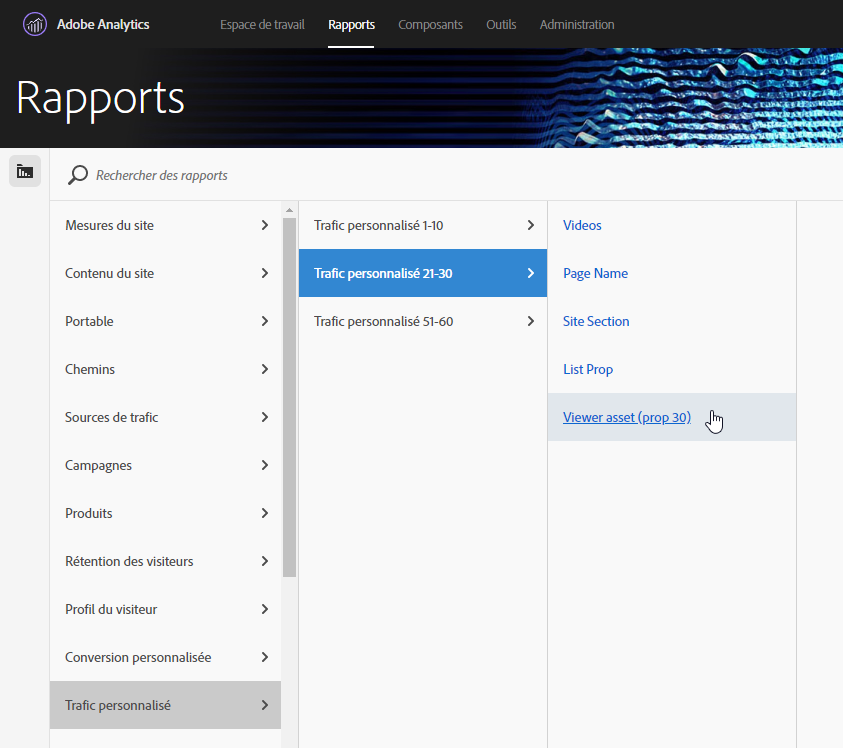 Adobe Analytics
Espace de travail
Rapports
Composants
Outils
Administration
Rapports
Rechercher des rapports
Mesures du site
Contenu du site
Portable
Chemins
Sources de trafic
Campagnes
Produits
Rétention des visiteurs
Profil du visiteur
Conversion personnalisée
Trafic personnalisé
Trafic personnalisé 1-10
Trafic personnalisé 21-30
Trafic personnalisé 51-60
Videos
Page Name
Site Section
List Prop
Viewer asset (prop 30)